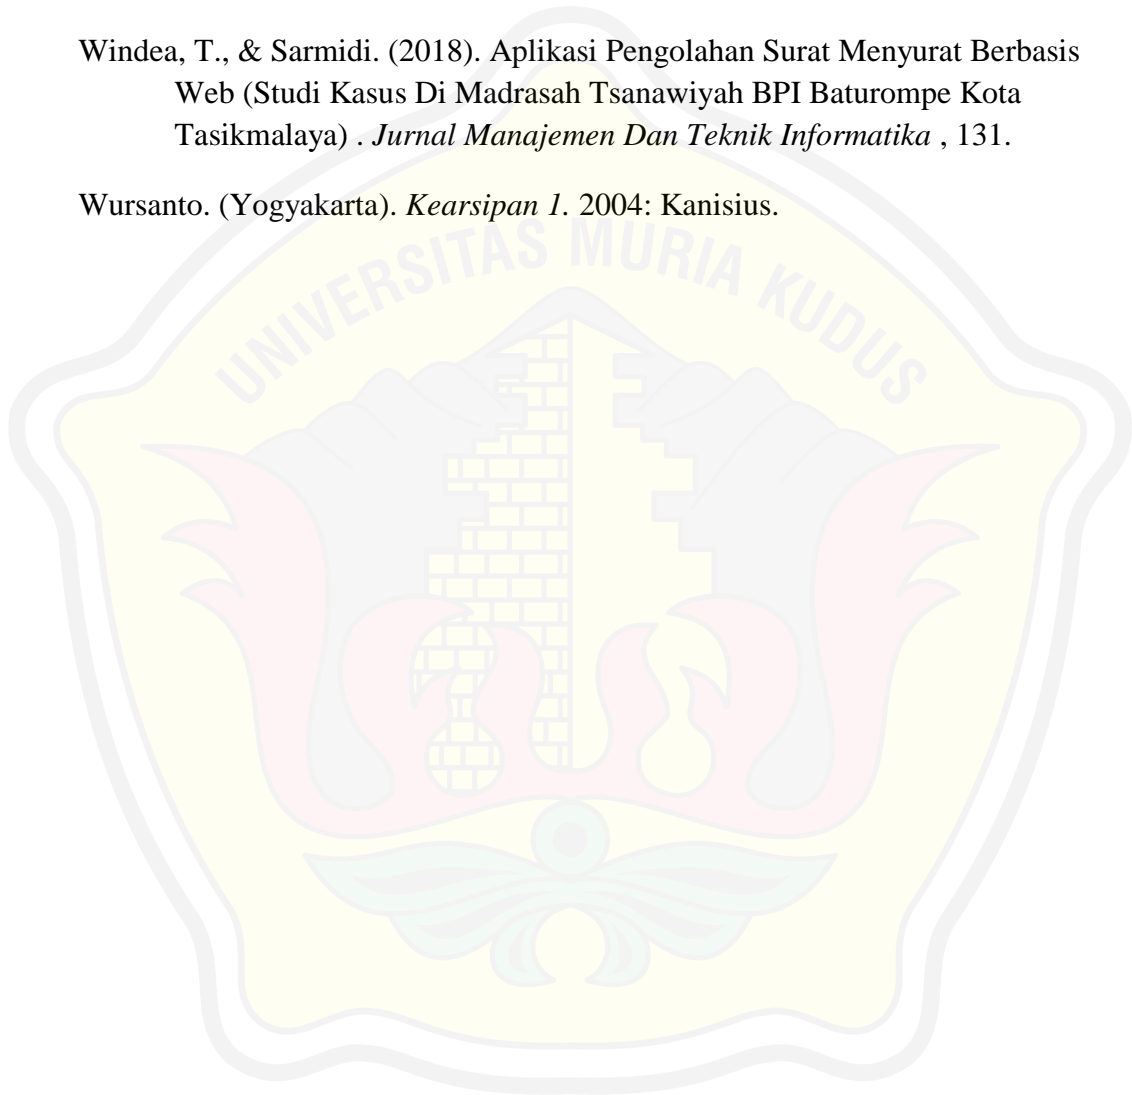 Windea, T., & Sarmidi. (2018). Aplikasi Pengolahan Surat Menyurat Berbasis
Web (Studi Kasus Di Madrasah Tsanawiyah BPI Baturompe Kota
Tasikmalaya) . Jurnal Manajemen Dan Teknik Informatika , 131.
Wursanto. (Yogyakarta). Kearsipan 1. 2004: Kanisius.
UNIVERSITAS MURIA KUDUS